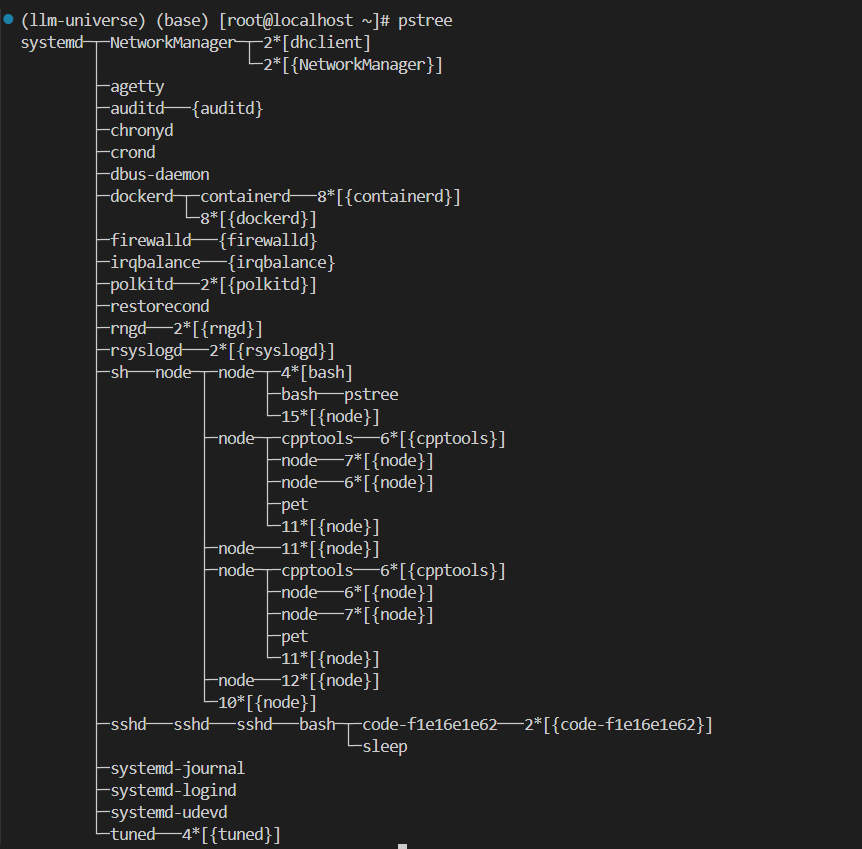 (llm-universe) (base) [root@localhost ~]# pstree
systemd─┬─NetworkManager─┬─2*[dhclient]
        │                └─2*[{NetworkManager}]
        ├─agetty
        ├─auditd───{auditd}
        ├─chronyd
        ├─crond
        ├─dbus-daemon
        ├─dockerd─┬─containerd───8*[{containerd}]
        │         └─8*[{dockerd}]
        ├─firewalld───{firewalld}
        ├─irqbalance───{irqbalance}
        ├─polkitd───2*[{polkitd}]
        ├─restorecond
        ├─rngd───2*[{rngd}]
        ├─rsyslogd───2*[{rsyslogd}]
        ├─sh───node─┬─node─┬─4*[bash]
        │           │      ├─bash───pstree
        │           │      └─15*[{node}]
        │           ├─node─┬─cpptools───6*[{cpptools}]
        │           │      ├─node───7*[{node}]
        │           │      ├─node───6*[{node}]
        │           │      ├─pet
        │           │      └─11*[{node}]
        │           ├─node───11*[{node}]
        │           ├─node─┬─cpptools───6*[{cpptools}]
        │           │      ├─node───6*[{node}]
        │           │      ├─node───7*[{node}]
        │           │      ├─pet
        │           │      └─11*[{node}]
        │           ├─node───12*[{node}]
        │           └─10*[{node}]
        ├─sshd───sshd───sshd───bash─┬─code-f1e16e1e62───2*[{code-f1e16e1e62}]
        │                           └─sleep
        ├─systemd-journal
        ├─systemd-logind
        ├─systemd-udevd
        └─tuned───4*[{tuned}]